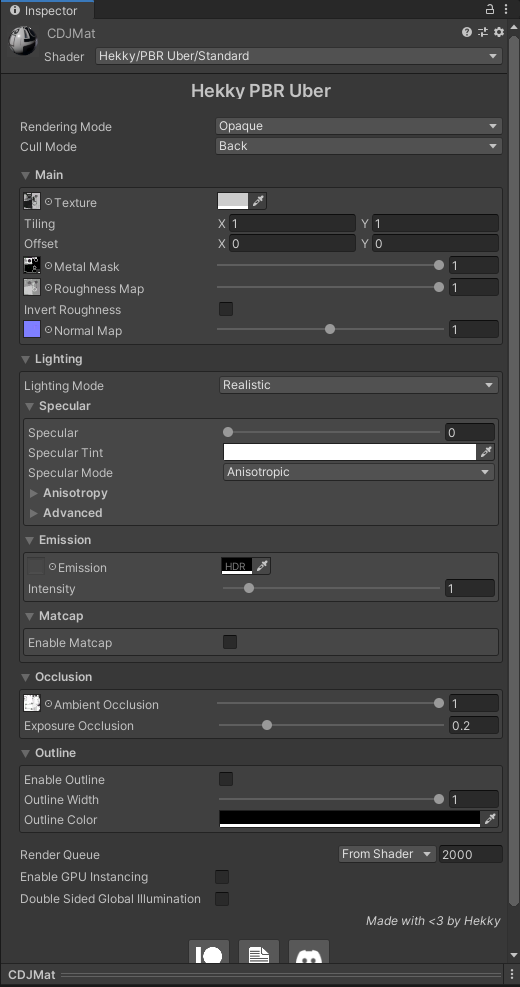 Inspector
CDJMat
Shader Hekky/PBR Uber/Standard
Hekky PBR Uber
Rendering Mode Opaque
Cull Mode Back
Main
Texture
Tiling X 1 Y 1
Offset X 0 Y 0
Metal Mask 1
Roughness Map 1
Invert Roughness
Normal Map 1
Lighting
Lighting Mode Realistic
Specular
Specular 0
Specular Tint
Specular Mode Anisotropic
Anisotropy
Advanced
Emission
Emission HDR
Intensity 1
Matcap
Enable Matcap
Occlusion
Ambient Occlusion 1
Exposure Occlusion 0.2
Outline
Enable Outline
Outline Width 1
Outline Color
Render Queue From Shader 2000
Enable GPU Instancing
Double Sided Global Illumination
Made with <3 by Hekky
CDJMat